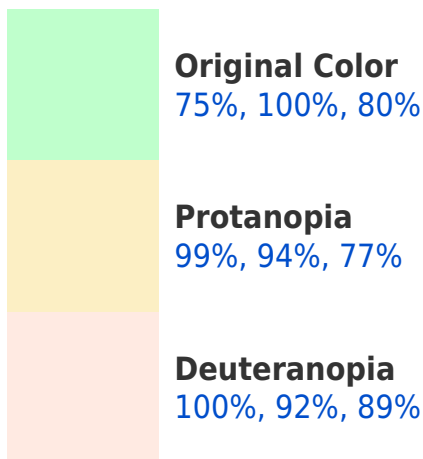 Original Color
75%, 100%, 80%
Protanopia
99%, 94%, 77%
Deuteranopia
100%, 92%, 89%